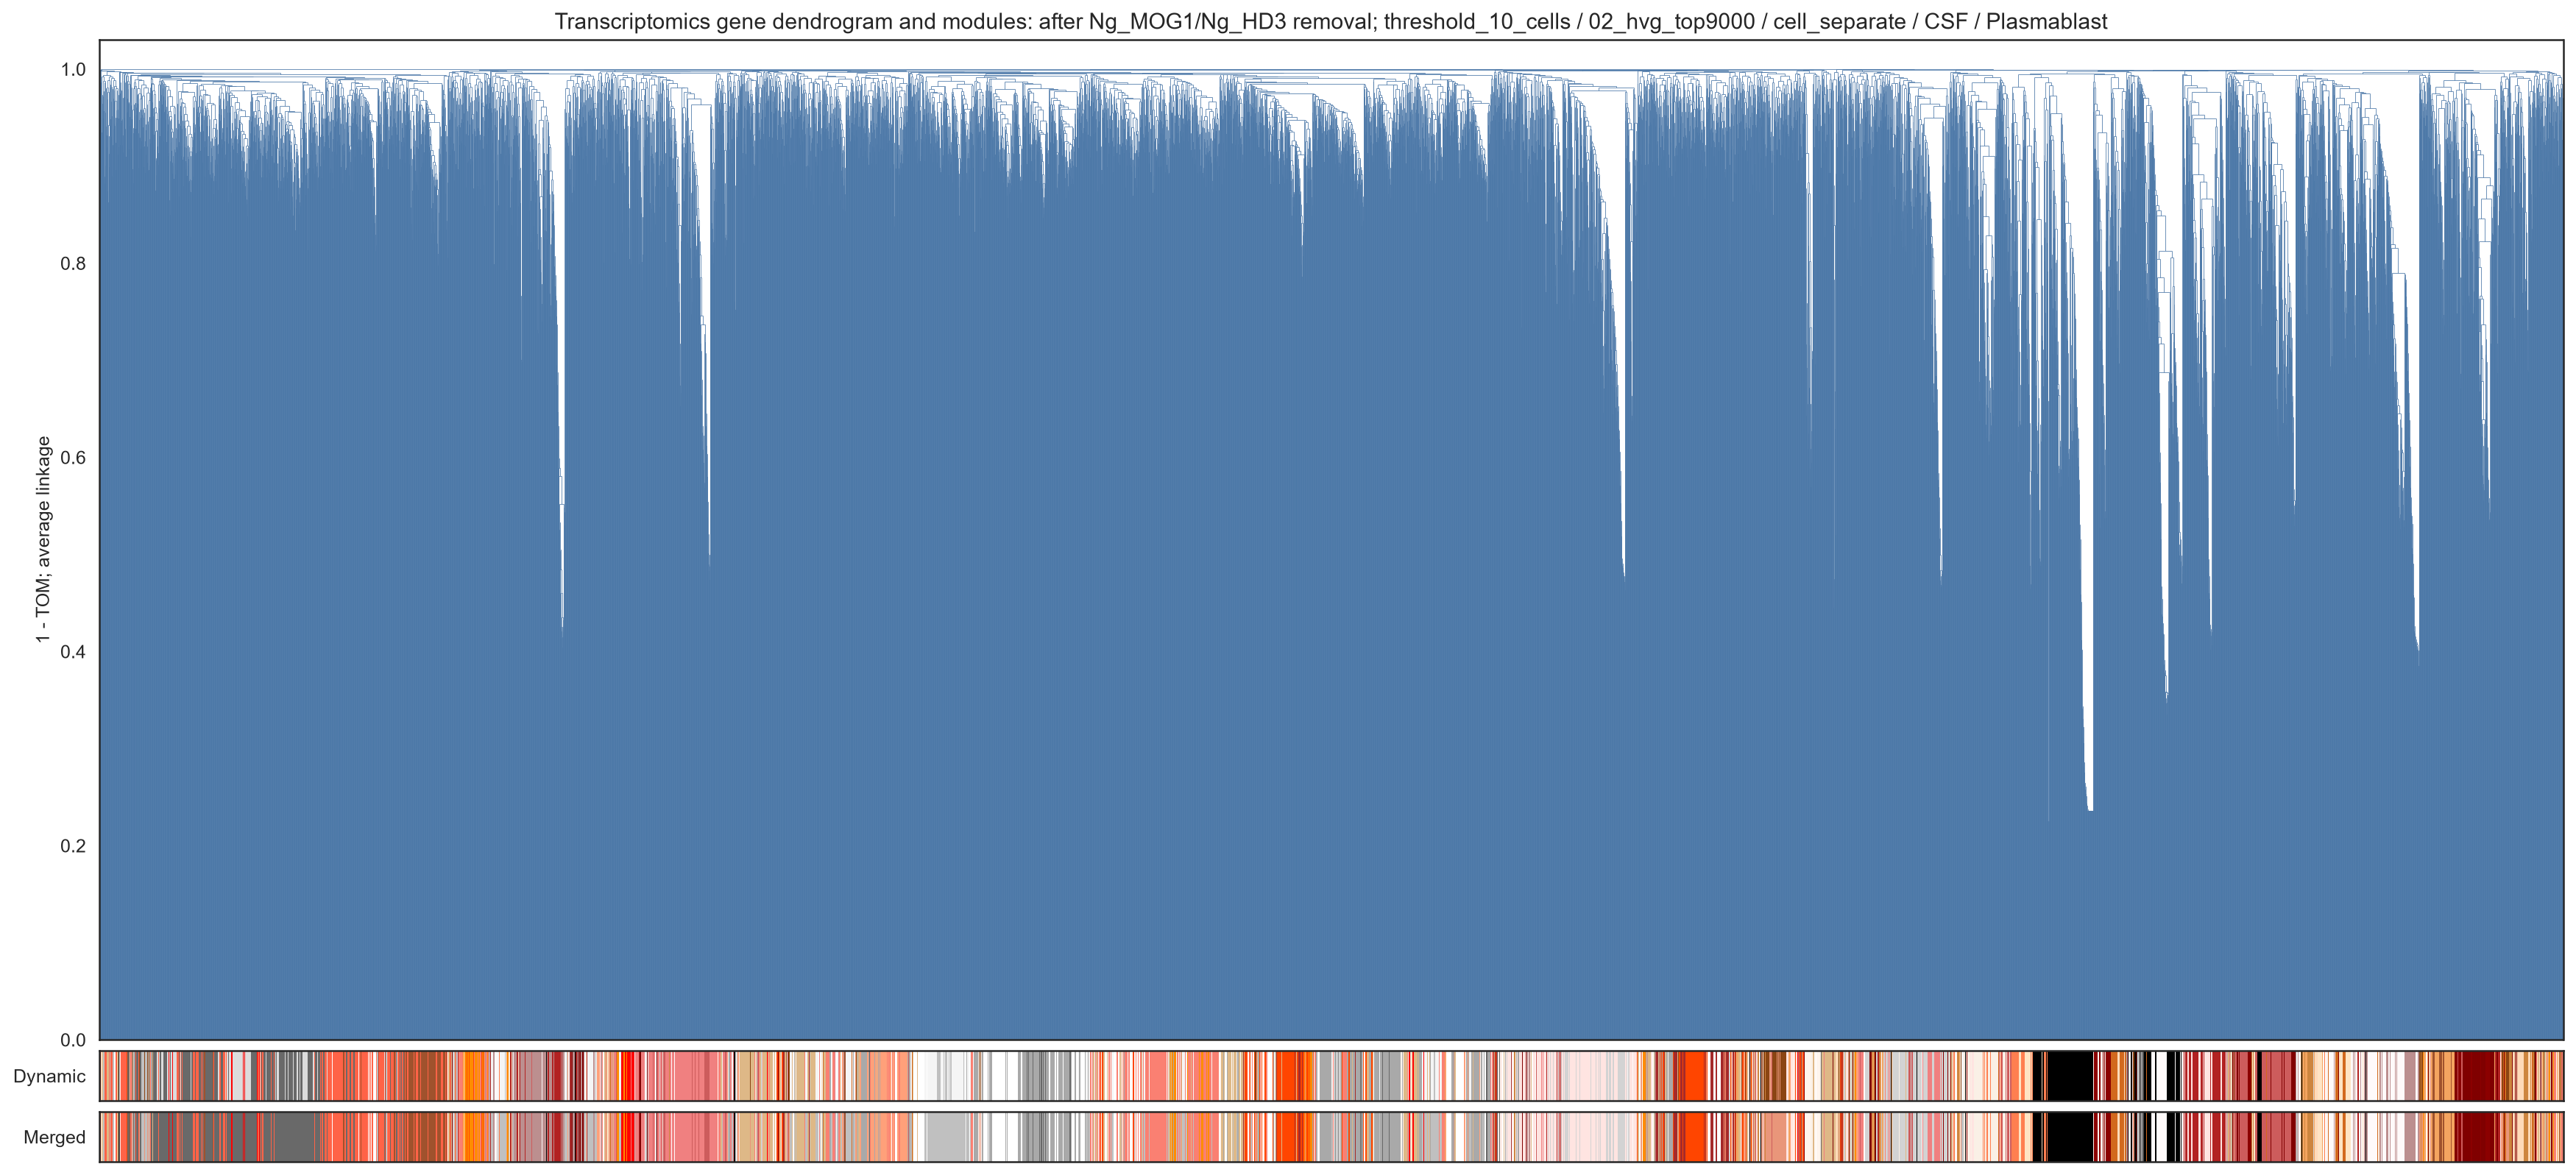 Transcriptomics gene dendrogram and modules: after Ng_MOG1/Ng_HD3 removal; threshold_10_cells / 02_hvg_top9000 / cell_separate / CSF / Plasmablast
1.0
0.8
0.6
0.4
0.2
0.0
1 - TOM; average linkage
Dynamic
Merged